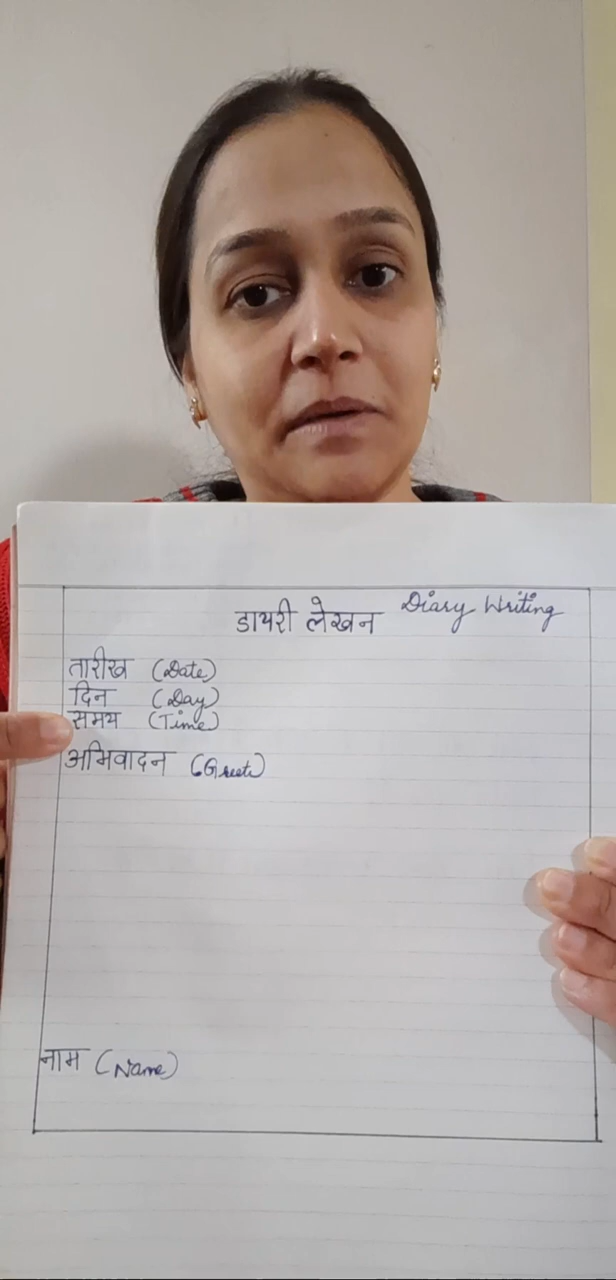 डायरी लेखन Diary Writing
तारीख (Date)
दिन (Day)
समय (Time)
अभिवादन (Greet)
नाम (Name)